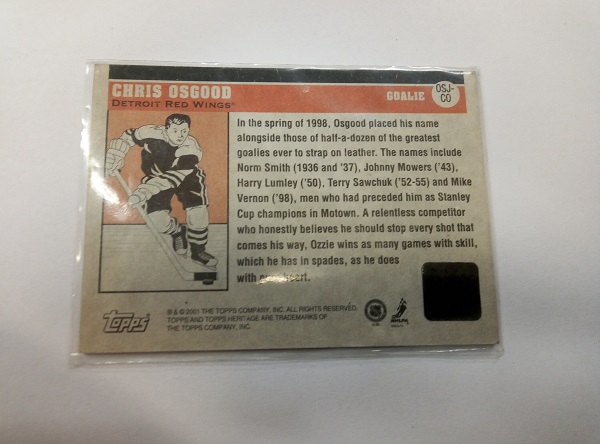 CHRIS OSGOOD
DETROIT RED WINGS®
GOALIE
OSJ-
CO
In the spring of 1998, Osgood placed his name
alongside those of half-a-dozen of the greatest
goalies ever to strap on leather. The names include
Norm Smith (1936 and '37), Johnny Mowers ('43),
Harry Lumley ('50), Terry Sawchuk ('52-55) and Mike
Vernon ('98), men who had preceded him as Stanley
Cup champions in Motown. A relentless competitor
who honestly believes he should stop every shot that
comes his way, Ozzie wins as many games with skill,
which he has in spades, as he does
with heart.
Topps
® & © 2001 THE TOPPS COMPANY, INC. ALL RIGHTS RESERVED.
TOPPS AND TOPPS HERITAGE ARE TRADEMARKS OF
THE TOPPS COMPANY, INC.